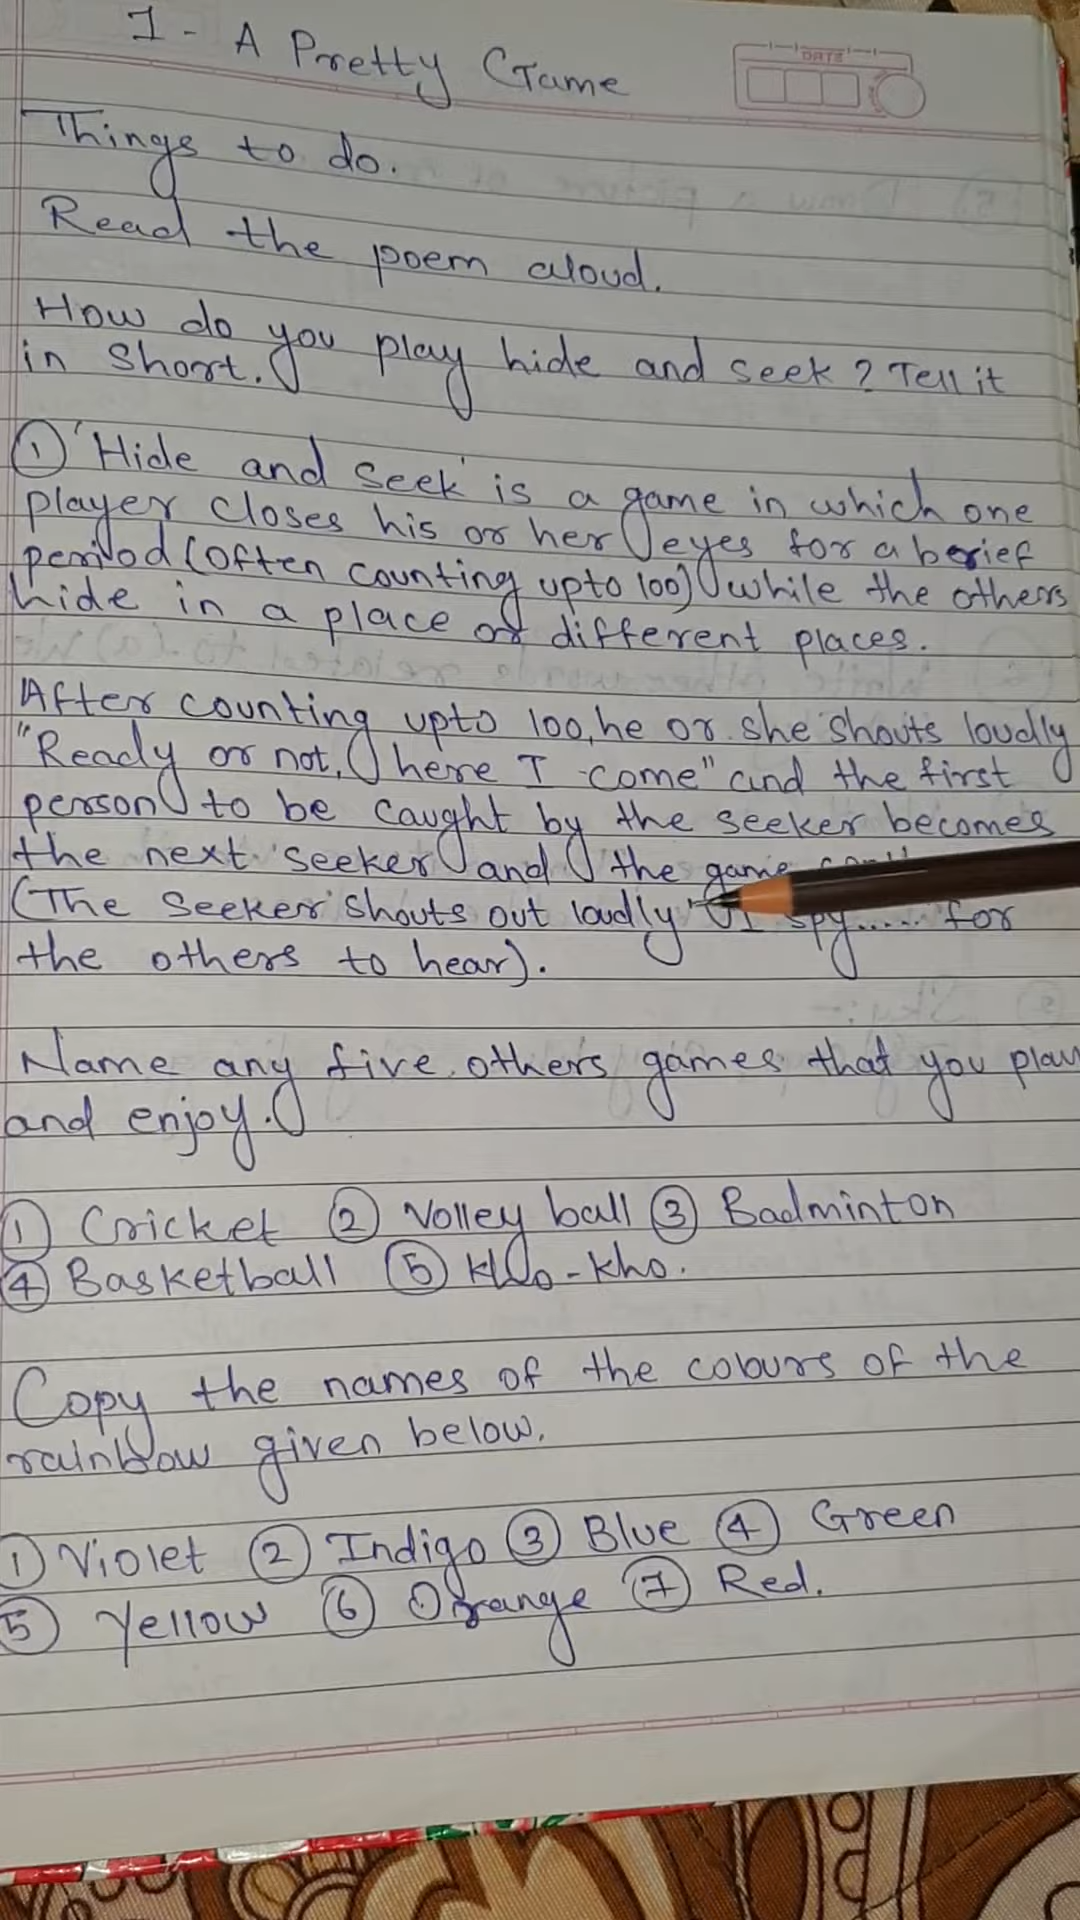 1 - A Pretty Game
DATE
Things to do.
Read the poem aloud.
How do you play hide and seek? Tell it
in short.
① 'Hide and seek' is a game in which one
player closes his or her eyes for a brief
period (often counting upto 100) while the others
hide in a place or different places.
After counting upto 100, he or she shouts loudly
"Ready or not, here I come" and the first
person to be caught by the seeker becomes
the next seeker and the game
(The seeker shouts out loudly "I spy..... for
the others to hear).
Name any five others games that you play
and enjoy.
① Cricket ② Volley ball ③ Badminton
④ Basketball ⑤ Kho-kho.
Copy the names of the colours of the
rainbow given below.
① Violet ② Indigo ③ Blue ④ Green
⑤ Yellow ⑥ Orange ⑦ Red.